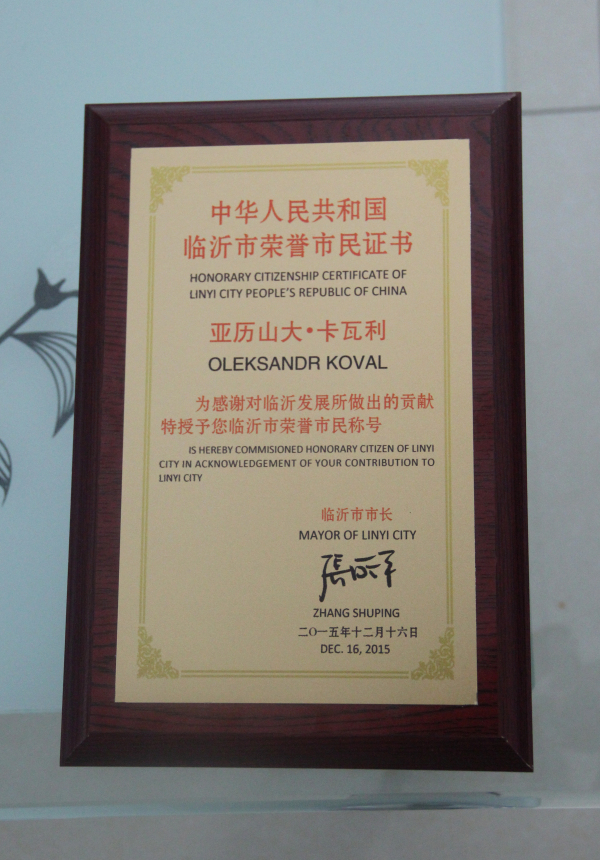 中华人民共和国
临沂市荣誉市民证书
HONORARY CITIZENSHIP CERTIFICATE OF
LINYI CITY PEOPLE'S REPUBLIC OF CHINA
亚历山大·卡瓦利
OLEKSANDR KOVAL
为感谢对临沂发展所做出的贡献
特授予您临沂市荣誉市民称号
IS HEREBY COMMISIONED HONORARY CITIZEN OF LINYI
CITY IN ACKNOWLEDGEMENT OF YOUR CONTRIBUTION TO
LINYI CITY
临沂市市长
MAYOR OF LINYI CITY
ZHANG SHUPING
二〇一五年十二月十六日
DEC. 16, 2015